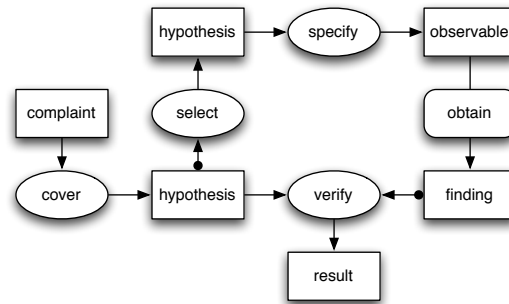 hypothesis
specify
observable
complaint
select
obtain
cover
hypothesis
verify
finding
result